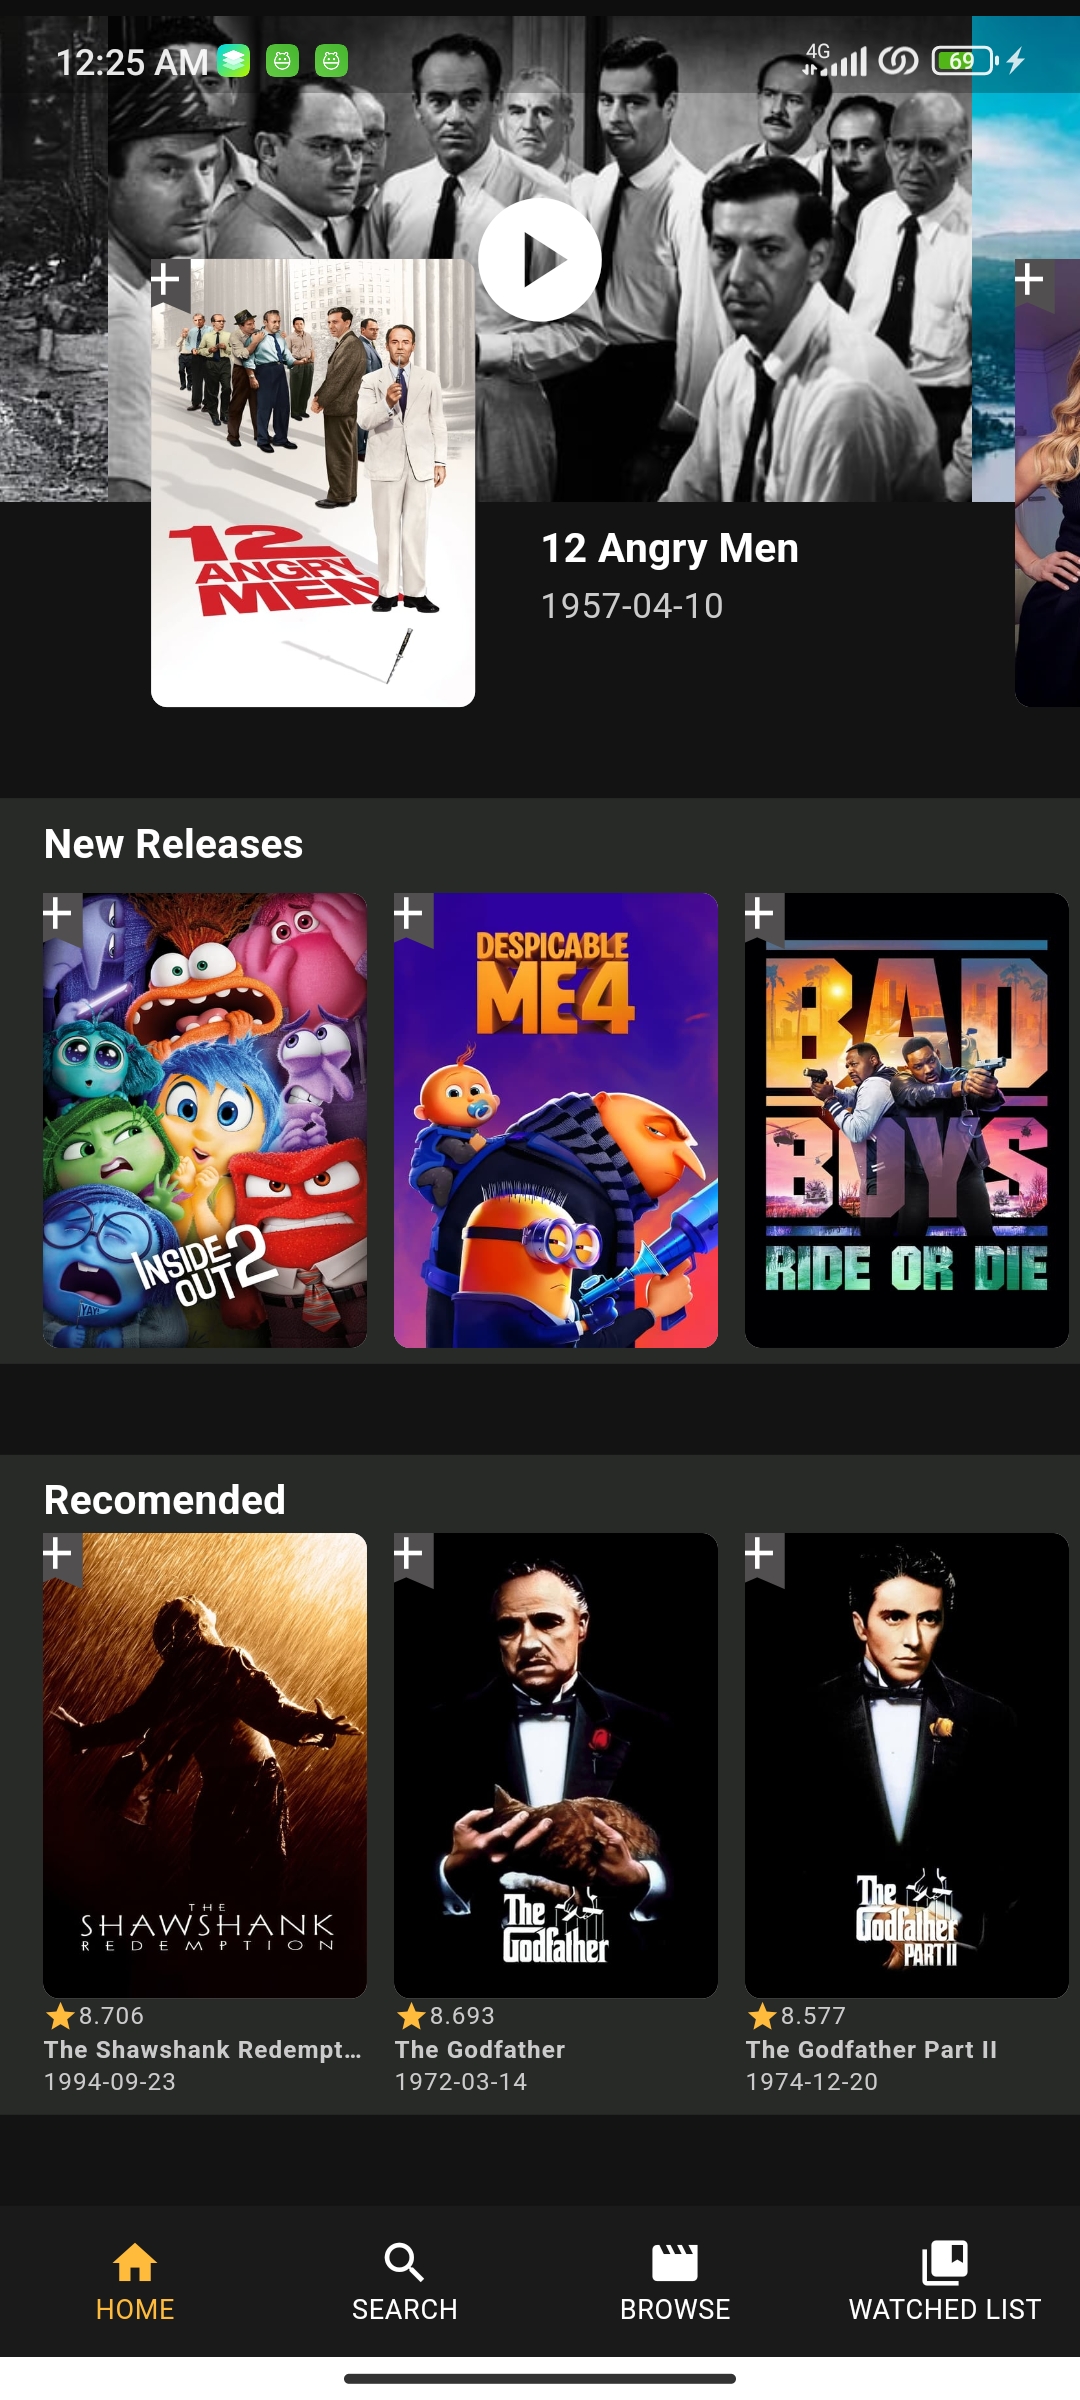 12:25 AM
4G
69
12
ANGRY
MEN
12 Angry Men
1957-04-10
New Releases
YAY!
INSIDE
OUT 2
DESPICABLE
ME 4
BAD
BOYS
RIDE OR DIE
Recomended
THE
SHAWSHANK
REDEMPTION
The
Godfather
The
Godfather
PART II
8.706
8.693
8.577
The Shawshank Redempt...
The Godfather
The Godfather Part II
1994-09-23
1972-03-14
1974-12-20
HOME
SEARCH
BROWSE
WATCHED LIST